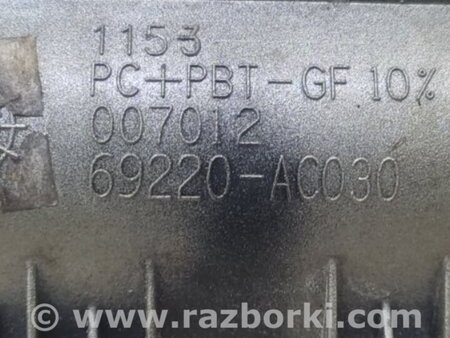 1153
PC+PBT-GF 10%
007012
69220-AC030
© www.razborki.com